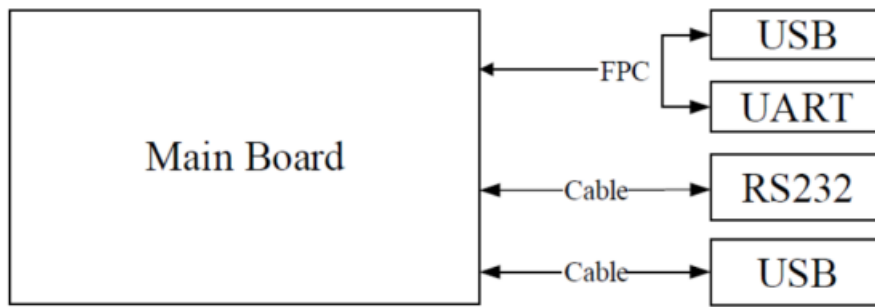 USB
FPC
UART
Main Board
Cable
RS232
Cable
USB